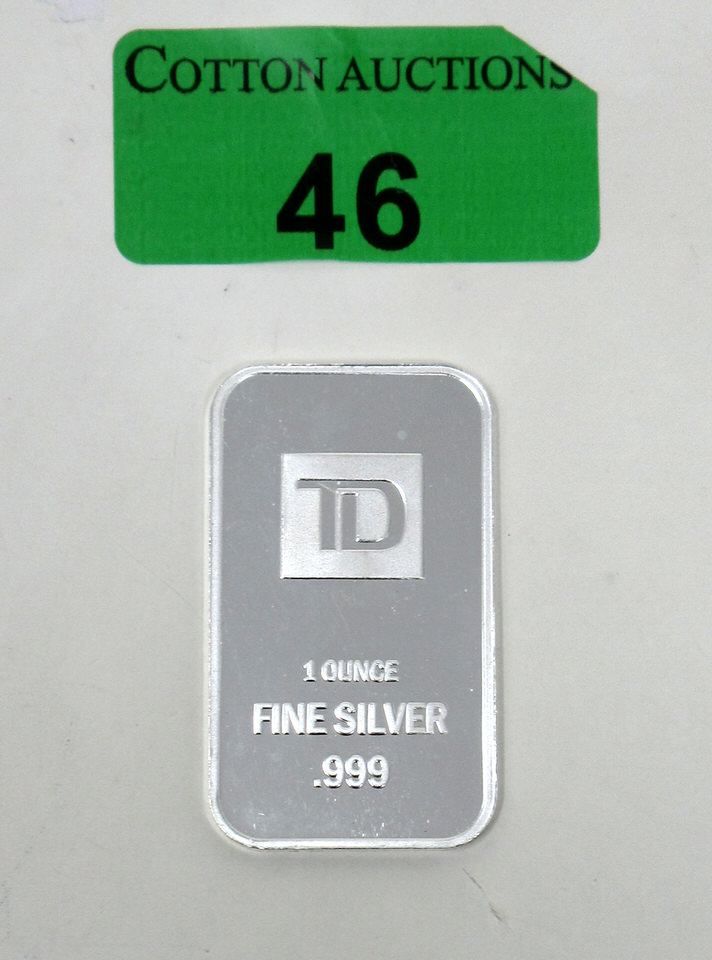 COTTON AUCTIONS
46
TD
1 OUNCE
FINE SILVER
.999